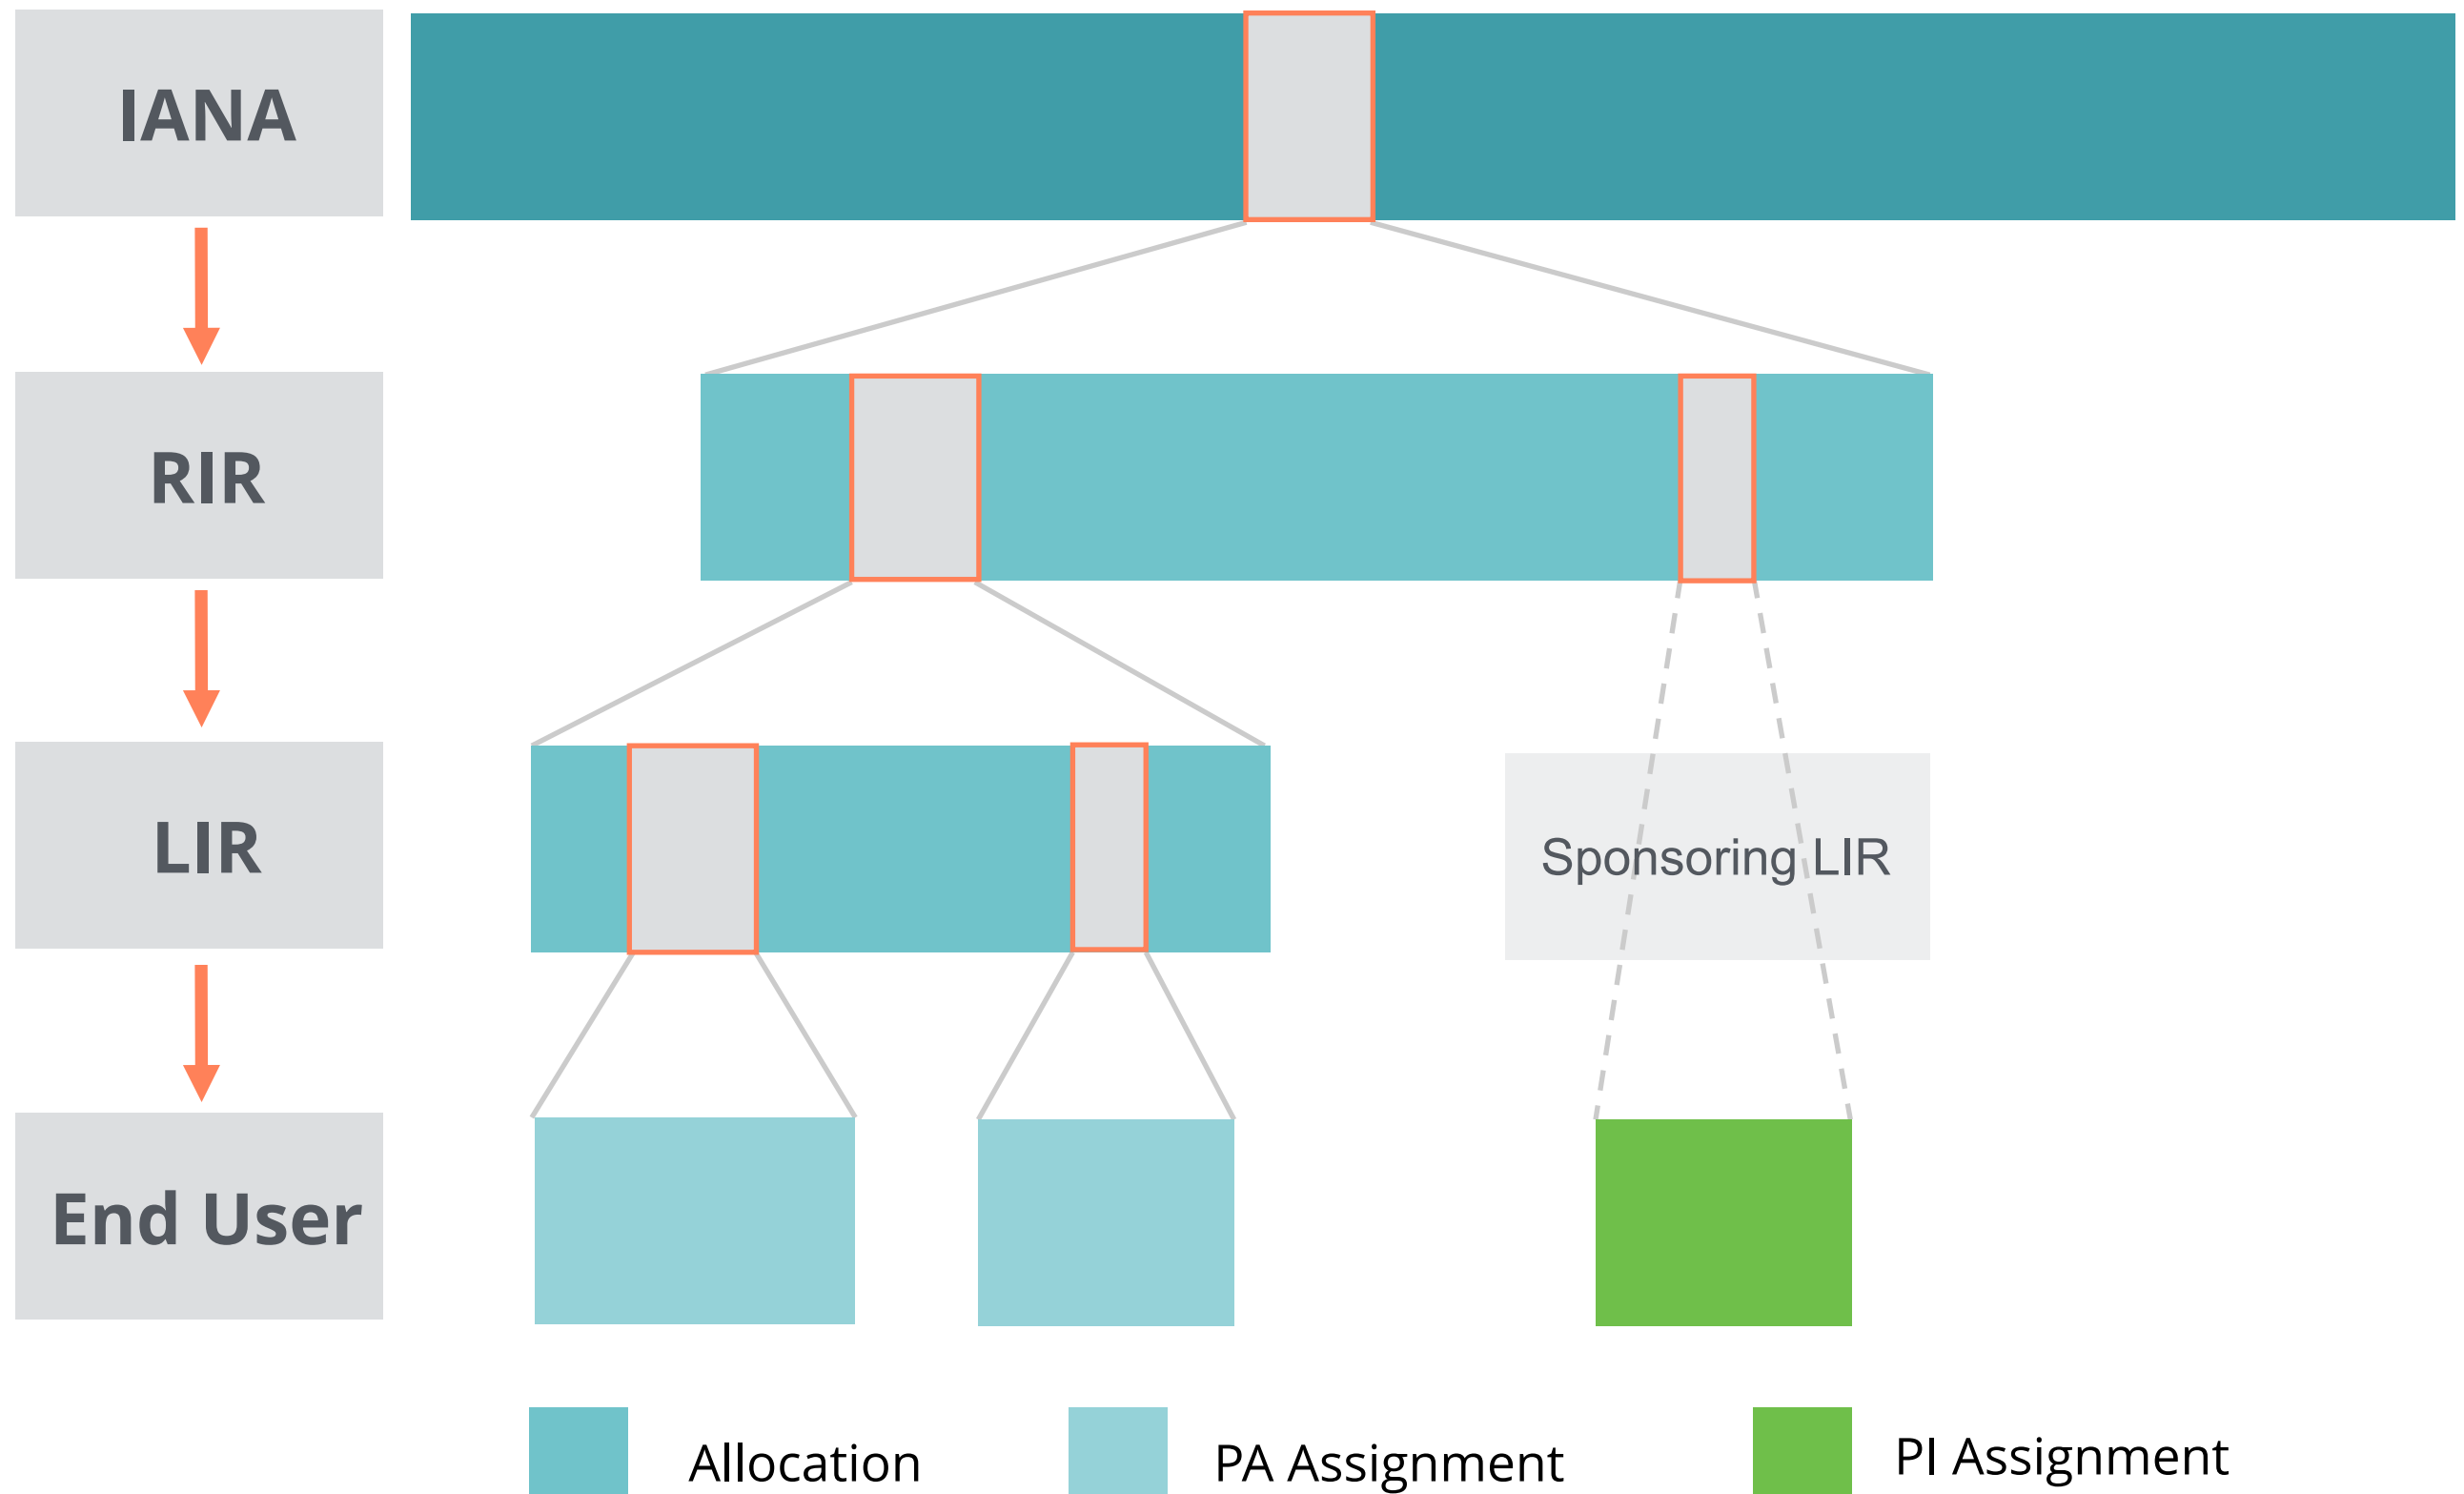 IANA
RIR
LIR
Sponsoring LIR
End User
Allocation
PA Assignment
PI Assignment